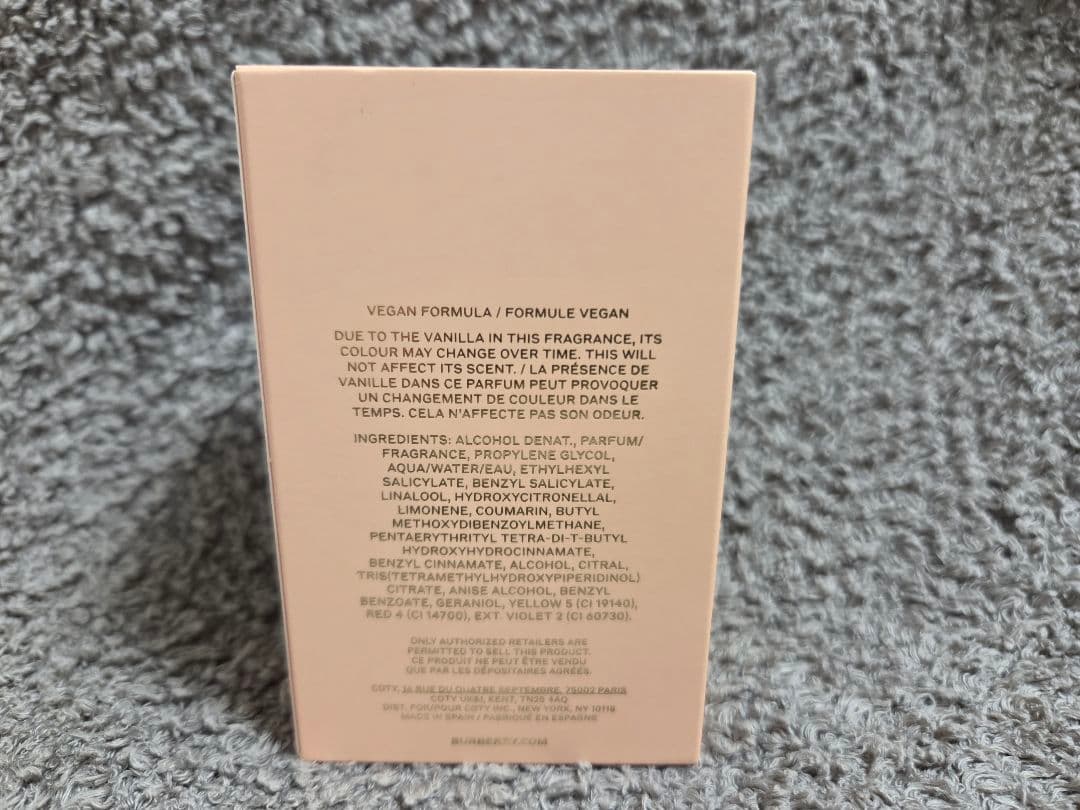 VEGAN FORMULA / FORMULE VEGAN
DUE TO THE VANILLA IN THIS FRAGRANCE, ITS
COLOUR MAY CHANGE OVER TIME. THIS WILL
NOT AFFECT ITS SCENT. / LA PRÉSENCE DE
VANILLE DANS CE PARFUM PEUT PROVOQUER
UN CHANGEMENT DE COULEUR DANS LE
TEMPS. CELA N'AFFECTE PAS SON ODEUR.
INGREDIENTS: ALCOHOL DENAT., PARFUM/
FRAGRANCE, PROPYLENE GLYCOL,
AQUA/WATER/EAU, ETHYLHEXYL
SALICYLATE, BENZYL SALICYLATE,
LINALOOL, HYDROXYCITRONELLAL,
LIMONENE, COUMARIN, BUTYL
METHOXYDIBENZOYLMETHANE,
PENTAERYTHRITYL TETRA-DI-T-BUTYL
HYDROXYHYDROCINNAMATE,
BENZYL CINNAMATE, ALCOHOL, CITRAL,
TRIS(TETRAMETHYLHYDROXYPIPERIDINOL)
CITRATE, ANISE ALCOHOL, BENZYL
BENZOATE, GERANIOL, YELLOW 5 (CI 19140),
RED 4 (CI 14700), EXT. VIOLET 2 (CI 60730).
ONLY AUTHORIZED RETAILERS ARE
PERMITTED TO SELL THIS PRODUCT.
CE PRODUIT NE PEUT ÊTRE VENDU
QUE PAR LES DÉPOSITAIRES AGRÉÉS.
COTY, 14 RUE DU QUATRE SEPTEMBRE, 75002 PARIS
COTY UK&I, KENT, TN25 4AQ
DIST. FOR/POUR COTY INC., NEW YORK, NY 10118
MADE IN SPAIN / FABRIQUÉ EN ESPAGNE
BURBERRY.COM